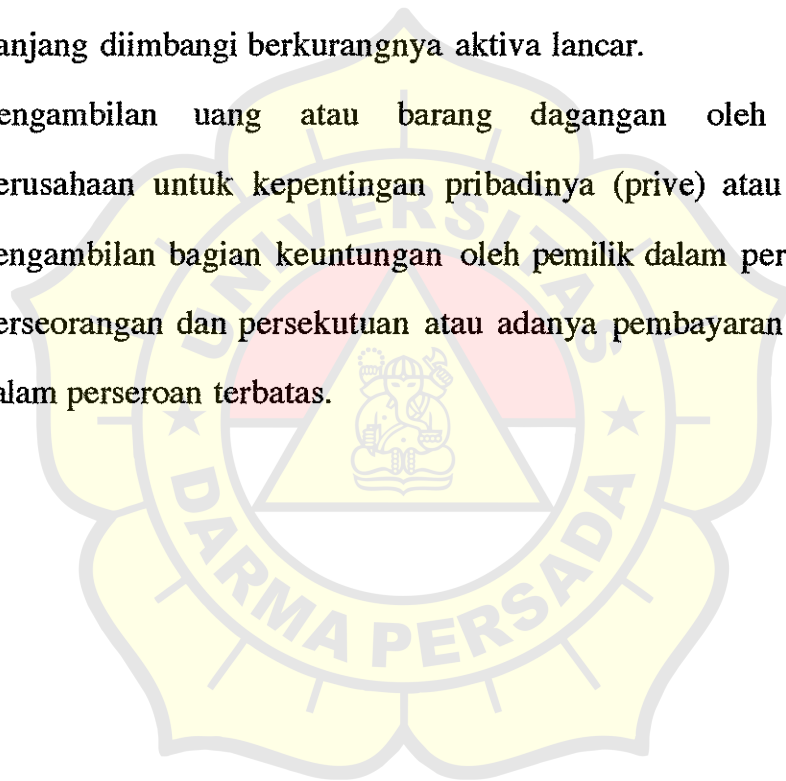 anjang diimbangi berkurangnya aktiva lancar.
engambilan uang atau barang dagangan oleh
erusahaan untuk kepentingan pribadinya (prive) atau
engambilan bagian keuntungan oleh pemilik dalam per
erseorangan dan persekutuan atau adanya pembayaran
alam perseroan terbatas.
UNIVERSITAS
DARMA PERSADA